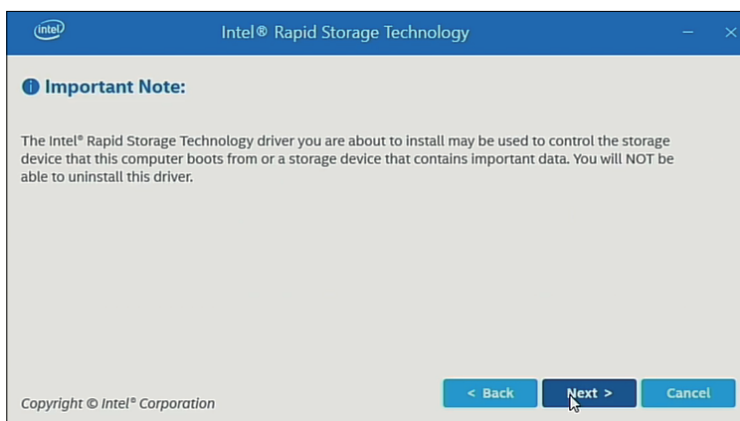 intel
Intel® Rapid Storage Technology
Important Note:
The Intel® Rapid Storage Technology driver you are about to install may be used to control the storage
device that this computer boots from or a storage device that contains important data. You will NOT be
able to uninstall this driver.
< Back
Next >
Cancel
Copyright © Intel® Corporation